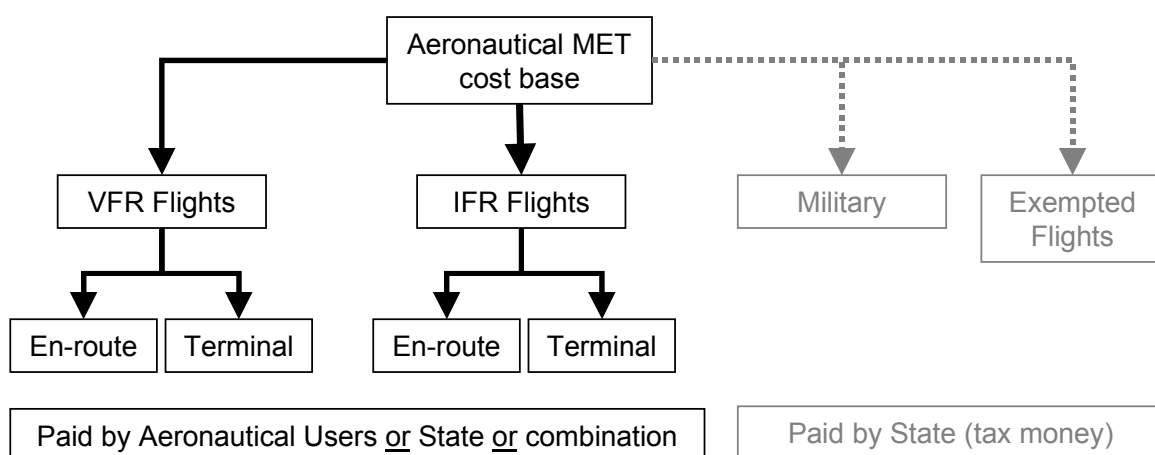 Aeronautical MET
cost base
VFR Flights
IFR Flights
Military
Exempted
Flights
En-route
Terminal
En-route
Terminal
Paid by Aeronautical Users or State or combination
Paid by State (tax money)